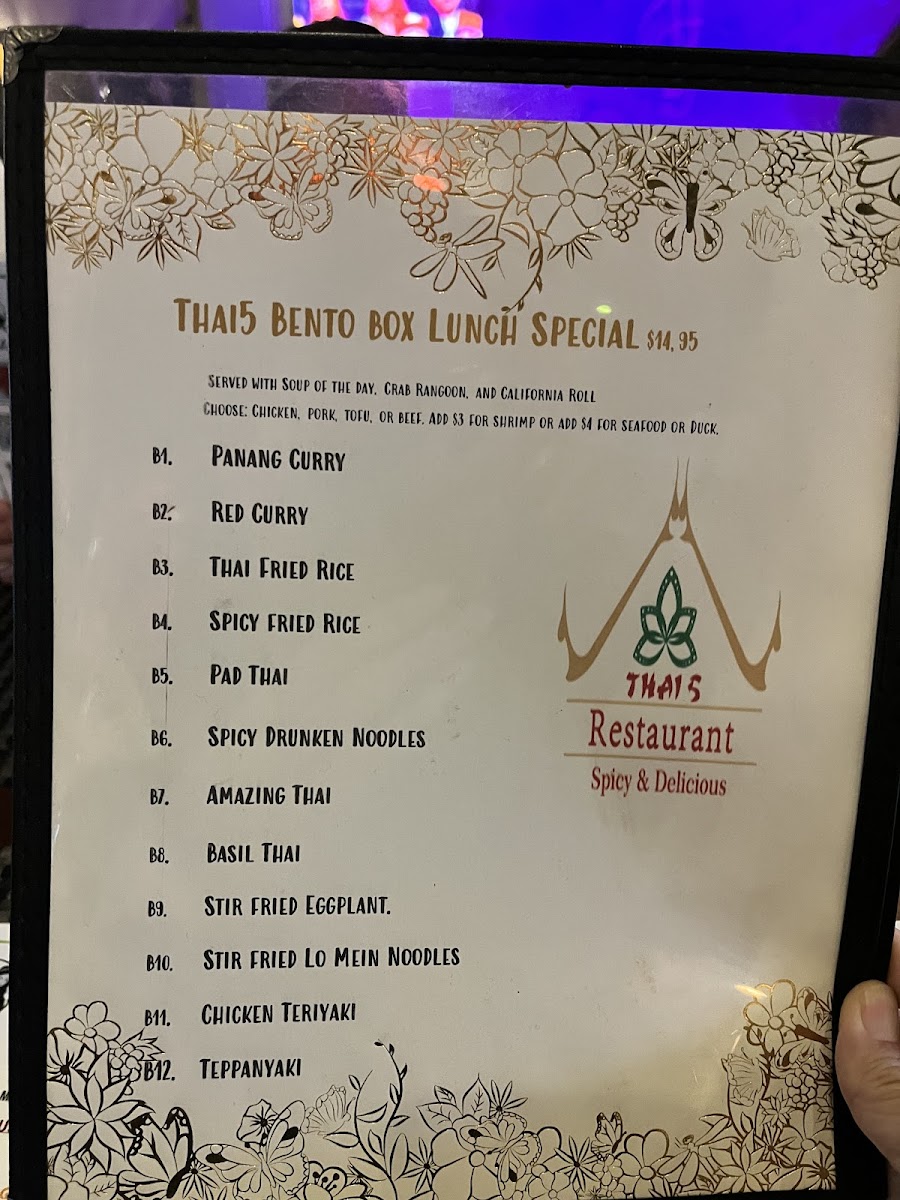 Thai5 Bento box Lunch Special $14,95
Served with Soup of the day, Crab Rangoon, and California Roll
Choose: Chicken, pork, tofu, or beef. Add $3 for shrimp or add $4 for seafood or Duck.
B1. Panang Curry
B2. Red Curry
B3. Thai Fried Rice
B4. Spicy fried Rice
B5. Pad Thai
B6. Spicy Drunken Noodles
B7. Amazing Thai
B8. Basil Thai
B9. Stir fried Eggplant.
B10. Stir fried Lo Mein Noodles
B11. Chicken Teriyaki
B12. Teppanyaki
THAI 5
Restaurant
Spicy & Delicious